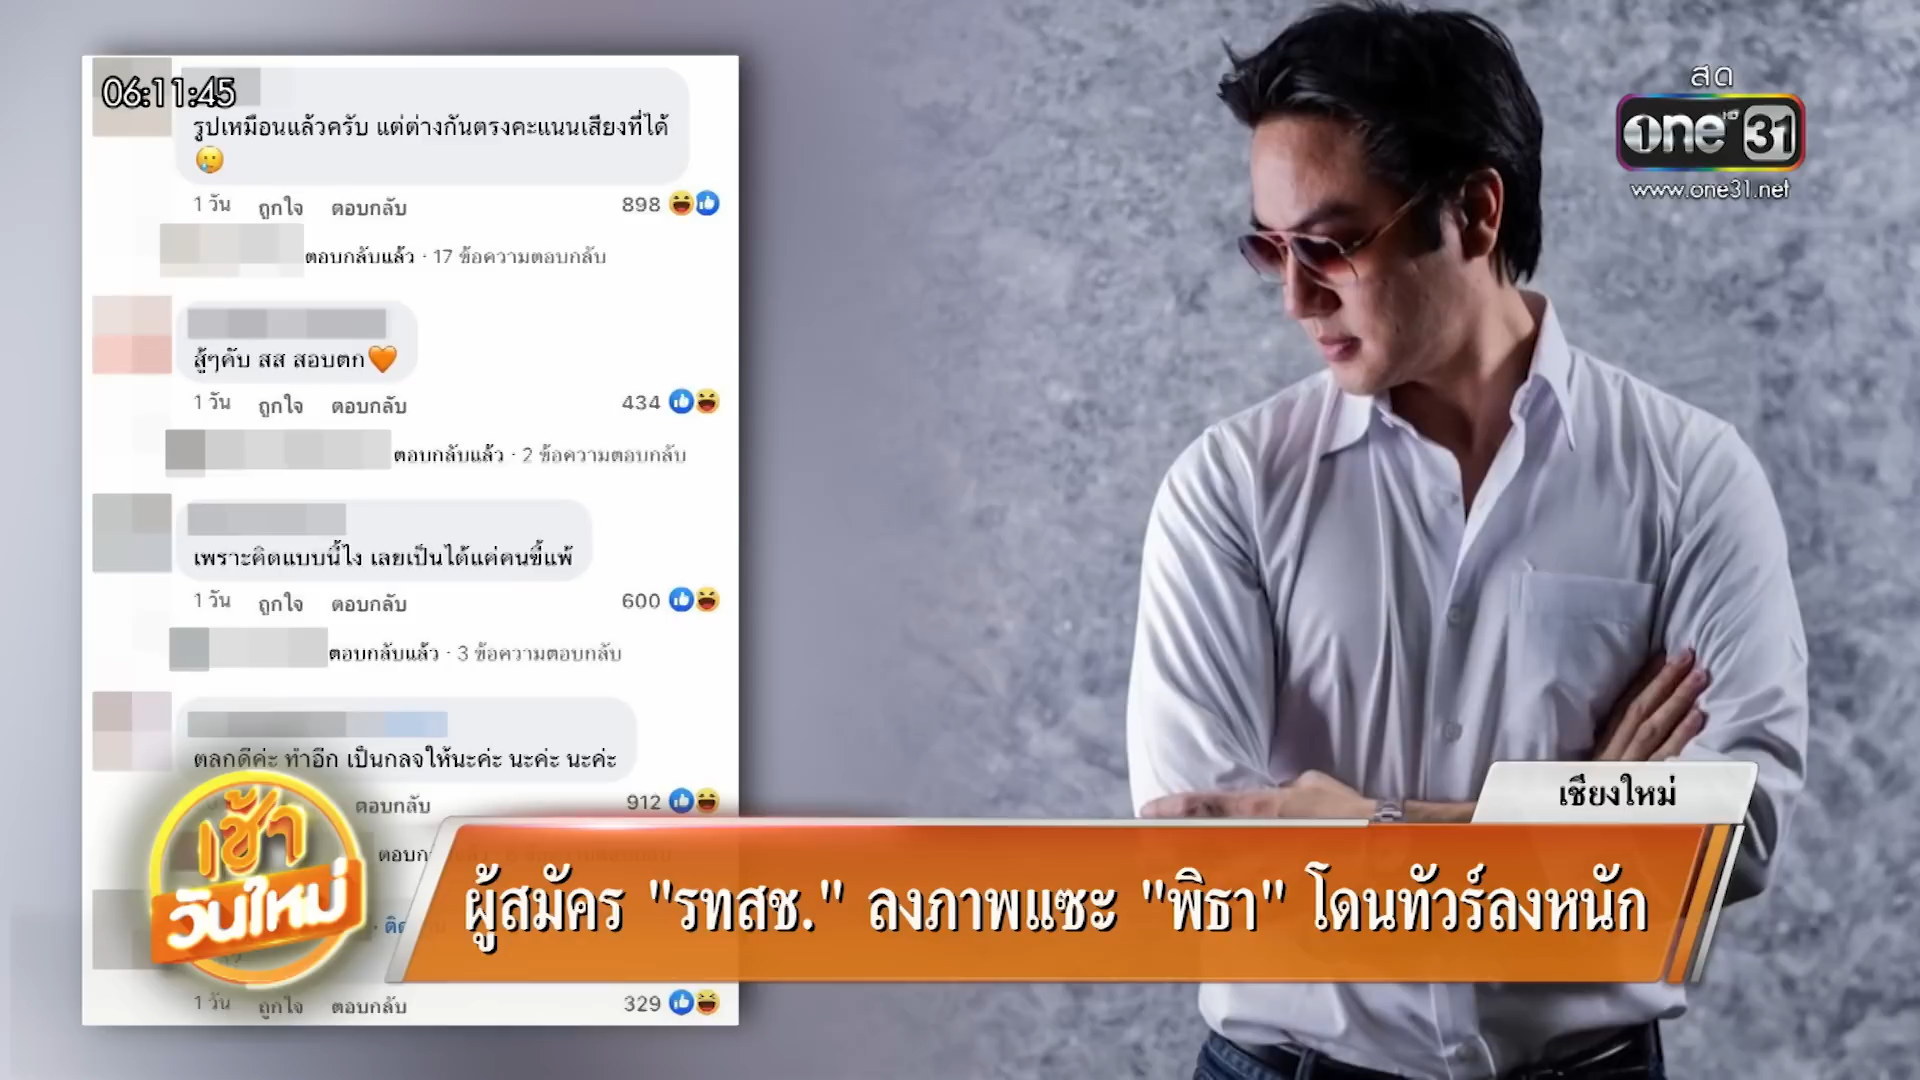 06:11:45
รูปเหมือนแล้วครับ แต่ต่างกันตรงคะแนนเสียงที่ได้
1 วัน ถูกใจ ตอบกลับ 898
ตอบกลับแล้ว · 17 ข้อความตอบกลับ
สู้ๆคับ สส สอบตก
1 วัน ถูกใจ ตอบกลับ 434
ตอบกลับแล้ว · 2 ข้อความตอบกลับ
เพราะคิดแบบนี้ไง เลยเป็นได้แค่คนขี้แพ้
1 วัน ถูกใจ ตอบกลับ 600
ตอบกลับแล้ว · 3 ข้อความตอบกลับ
ตลกดีค่ะ ทำอีก เป็นกลจให้นะค่ะ นะค่ะ นะค่ะ
ตอบกลับ 912
1 วัน ถูกใจ ตอบกลับ 329
สด
one HD 31
www.one31.net
เชียงใหม่
เช้า
วันใหม่
ผู้สมัคร "รทสช." ลงภาพแซะ "พิธา" โดนทัวร์ลงหนัก